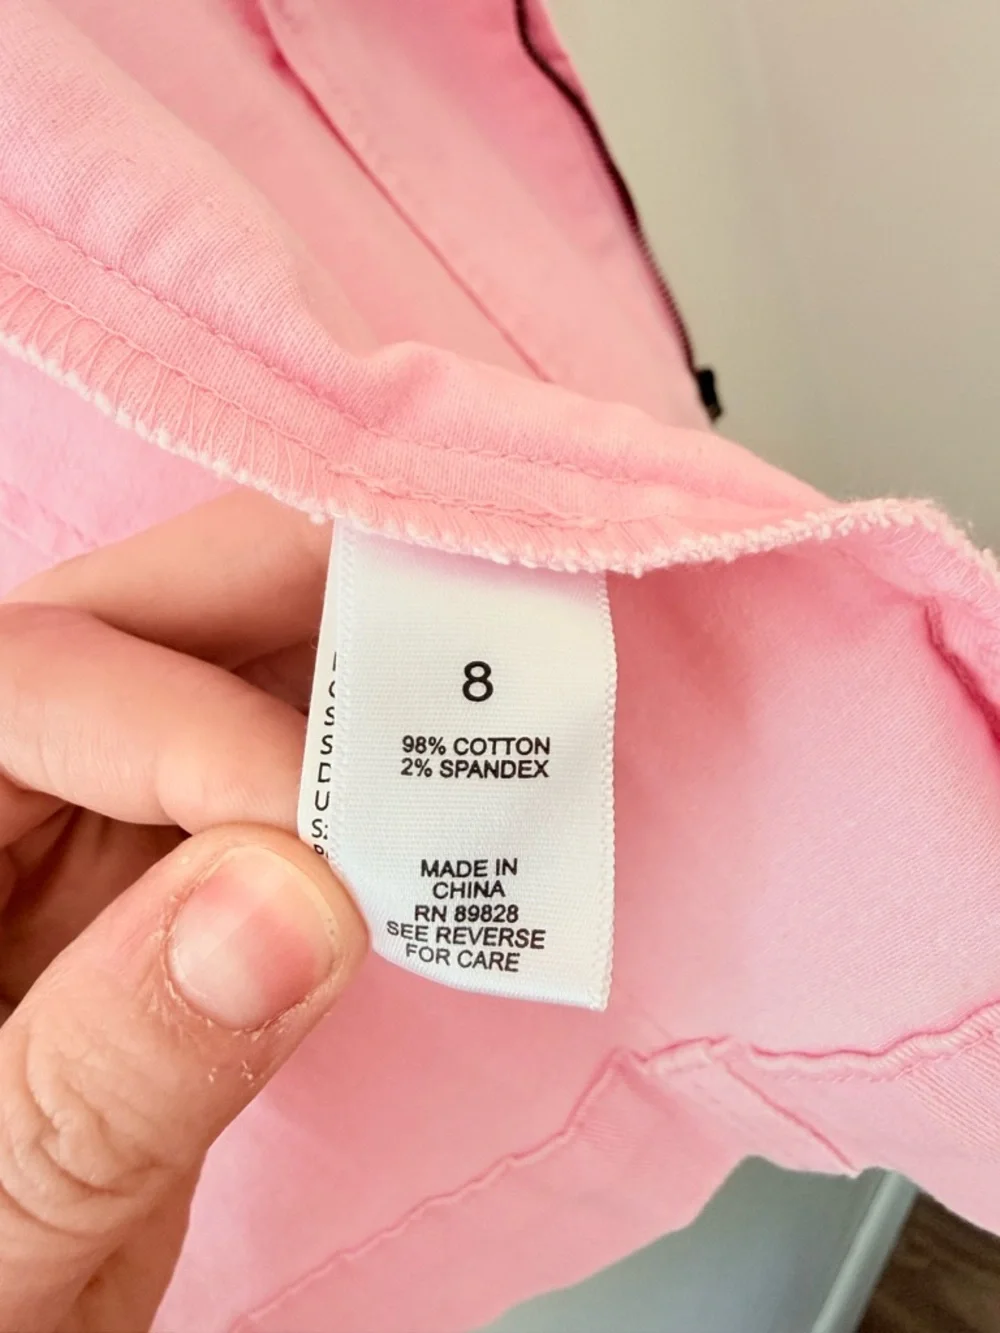 8
98% COTTON
2% SPANDEX
MADE IN
CHINA
RN 89828
SEE REVERSE
FOR CARE